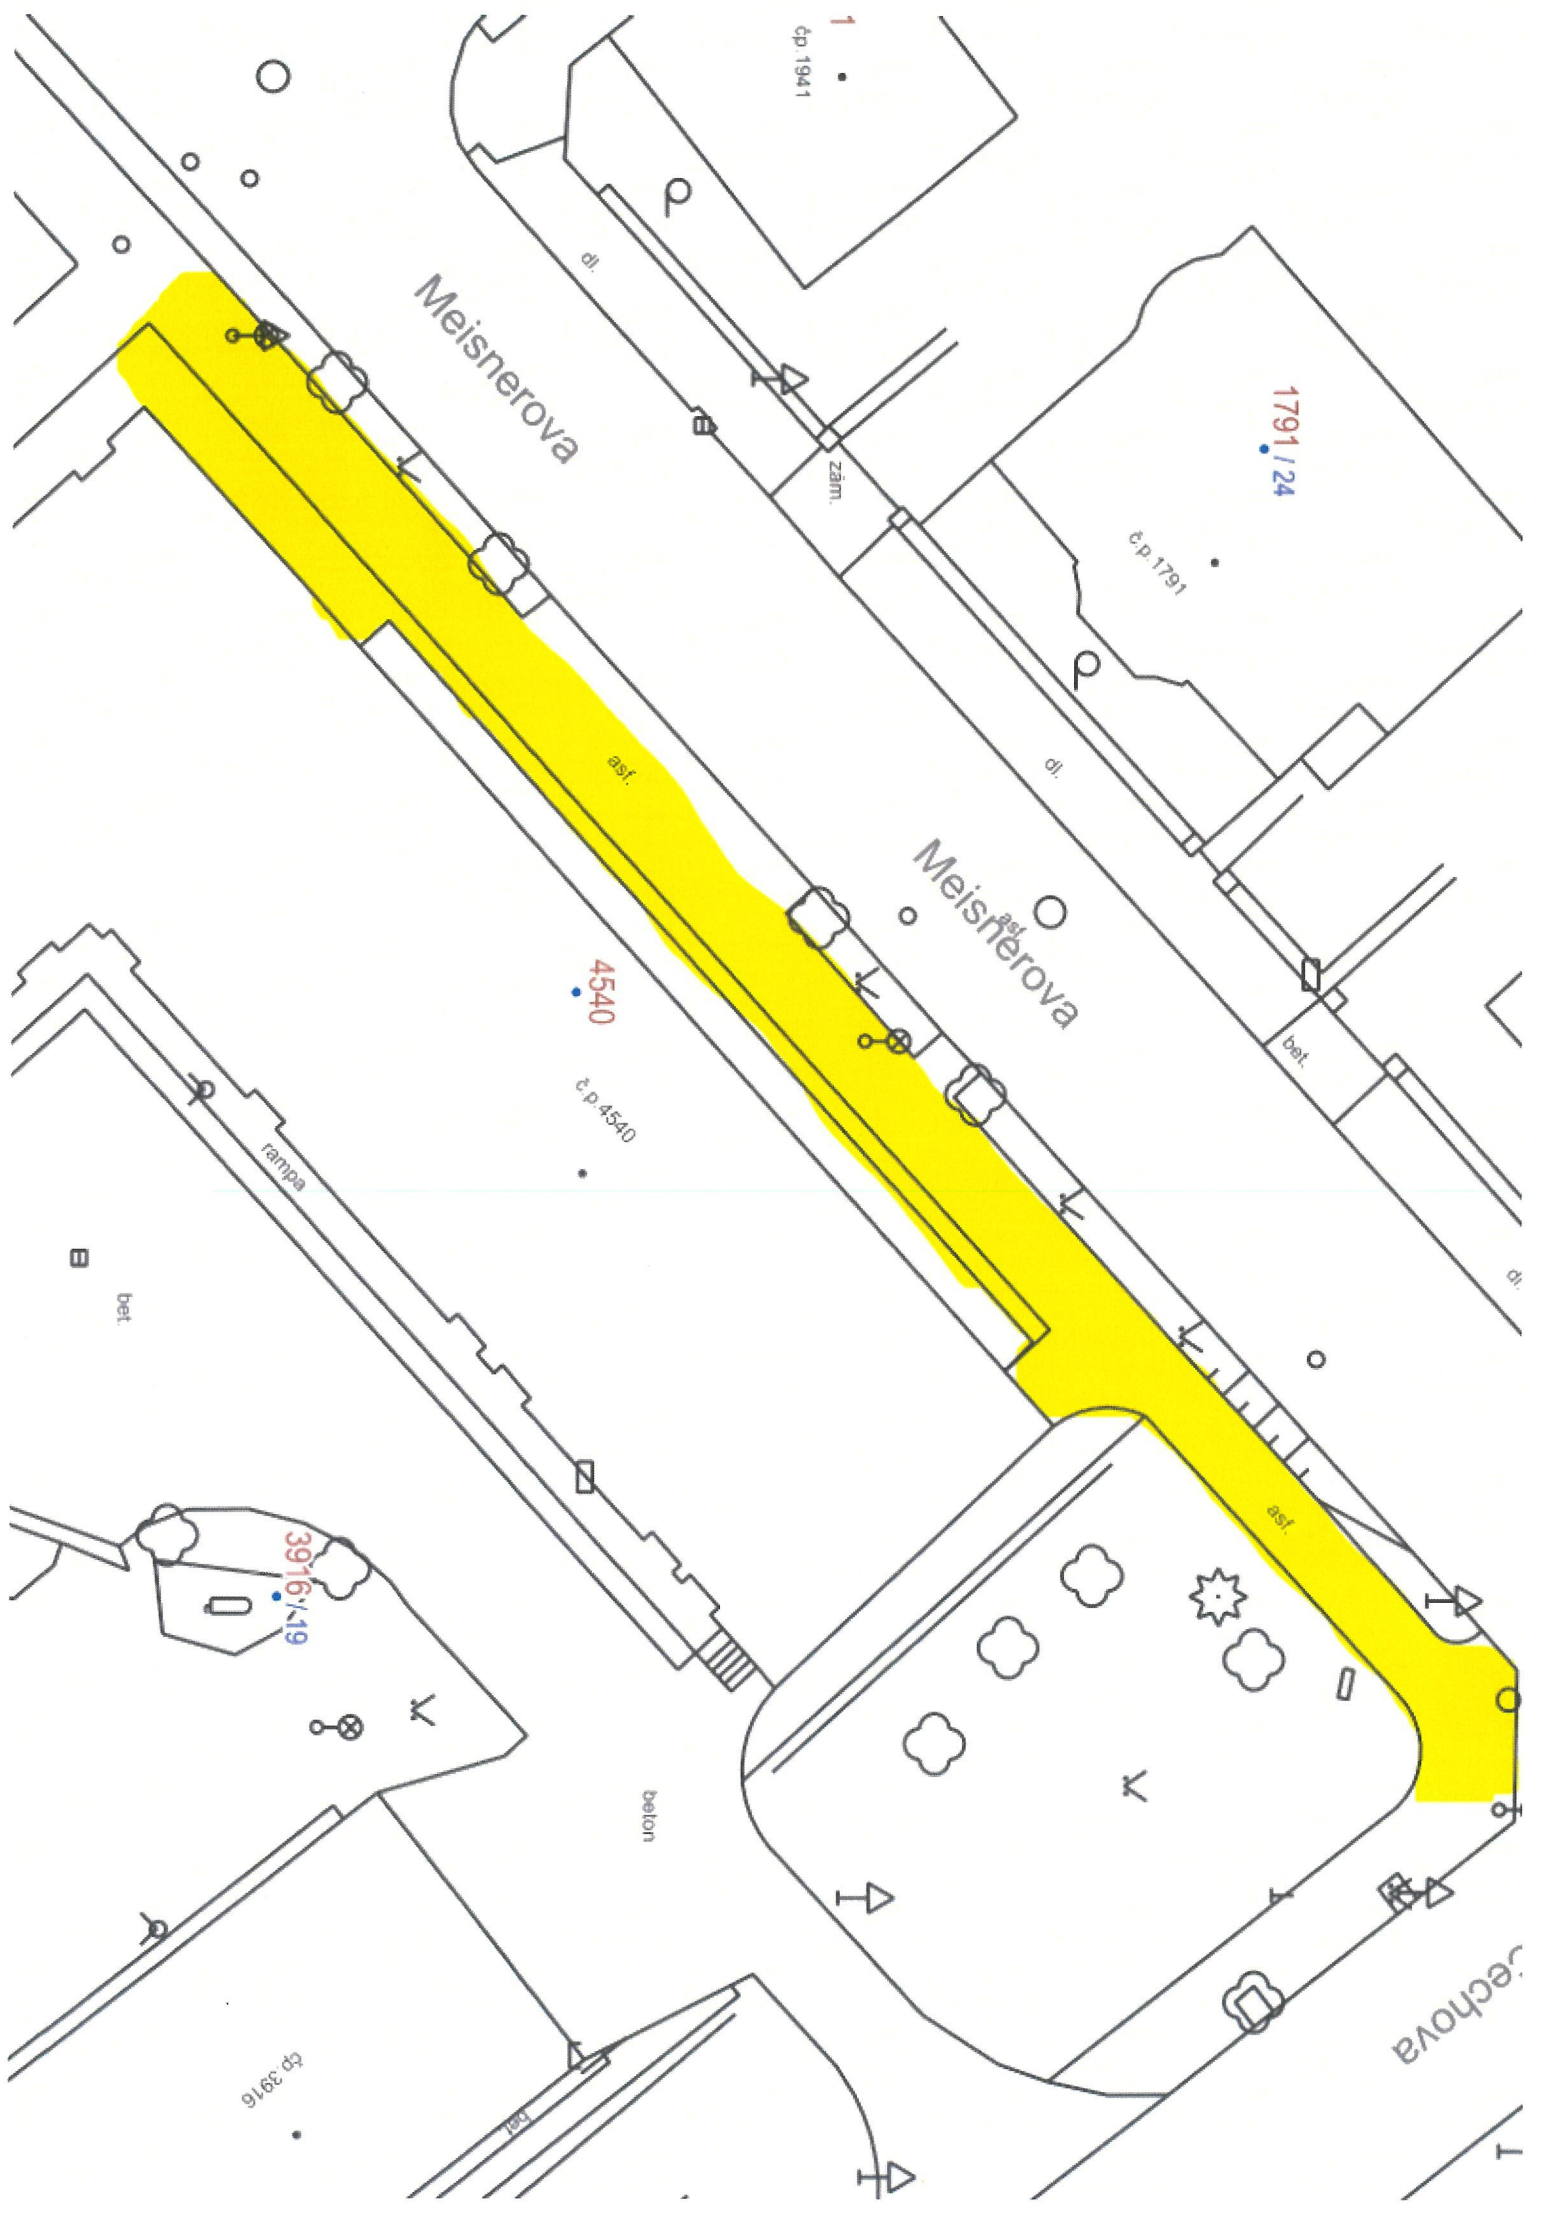 1
čp.1941
dl.
Meisnerova
1791 / 24
zám.
č.p.1791
asf.
dl.
Meisnerova
asf.
4540
č.p.4540
bet.
rampa
bet.
dl.
asf.
3916 / 19
beton
čp.3916
bet.
Čechova